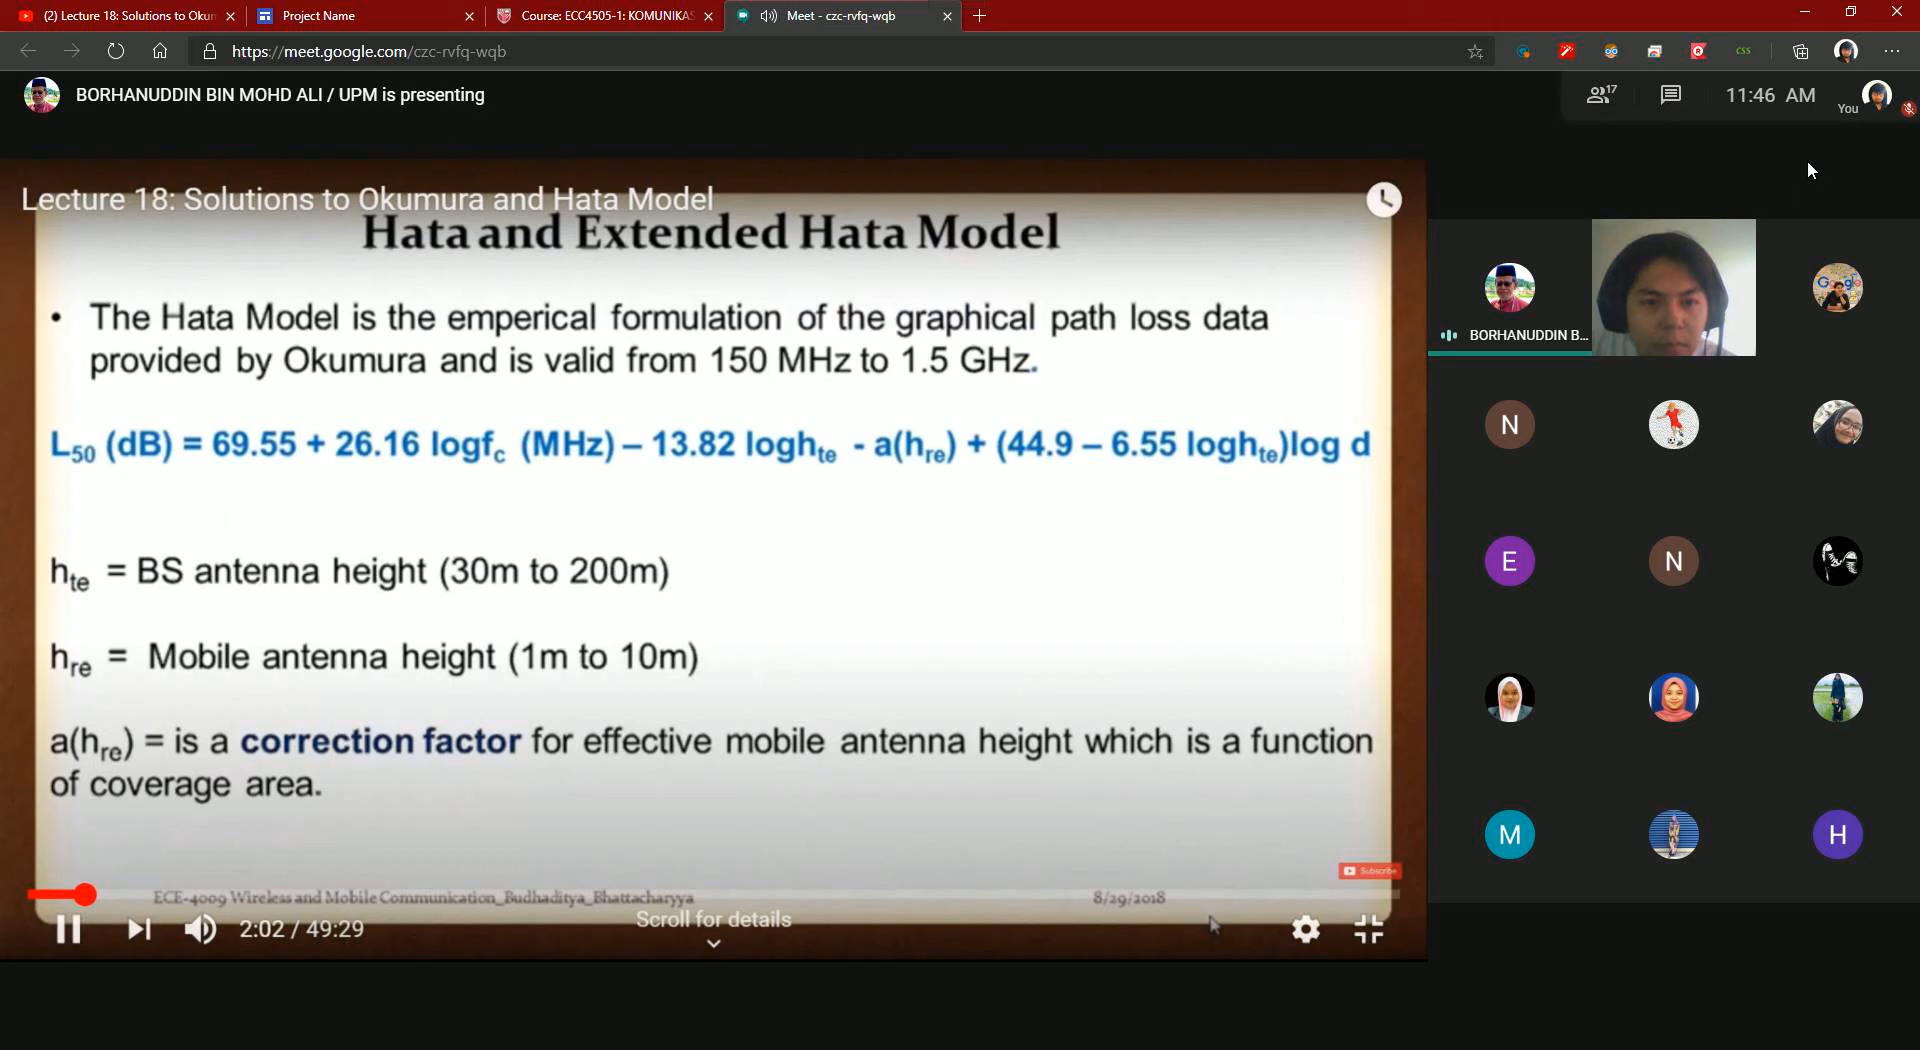 (2) Lecture 18: Solutions to Okum
Project Name
Course: ECC4505-1: KOMUNIKAS
Meet - czc-rvfq-wqb
https://meet.google.com/czc-rvfq-wqb
CSS
BORHANUDDIN BIN MOHD ALI / UPM is presenting
17
11:46 AM
You
Lecture 18: Solutions to Okumura and Hata Model
Hata and Extended Hata Model
• The Hata Model is the emperical formulation of the graphical path loss data
provided by Okumura and is valid from 150 MHz to 1.5 GHz.
L50 (dB) = 69.55 + 26.16 logfc (MHz) – 13.82 loghte - a(hre) + (44.9 – 6.55 loghte)log d
hte = BS antenna height (30m to 200m)
hre = Mobile antenna height (1m to 10m)
a(hre) = is a correction factor for effective mobile antenna height which is a function
of coverage area.
Subscribe
ECE-4009 Wireless and Mobile Communication_Budhaditya_Bhattacharyya
8/29/2018
Scroll for details
2:02 / 49:29
BORHANUDDIN B...
Google
N
E
N
M
H